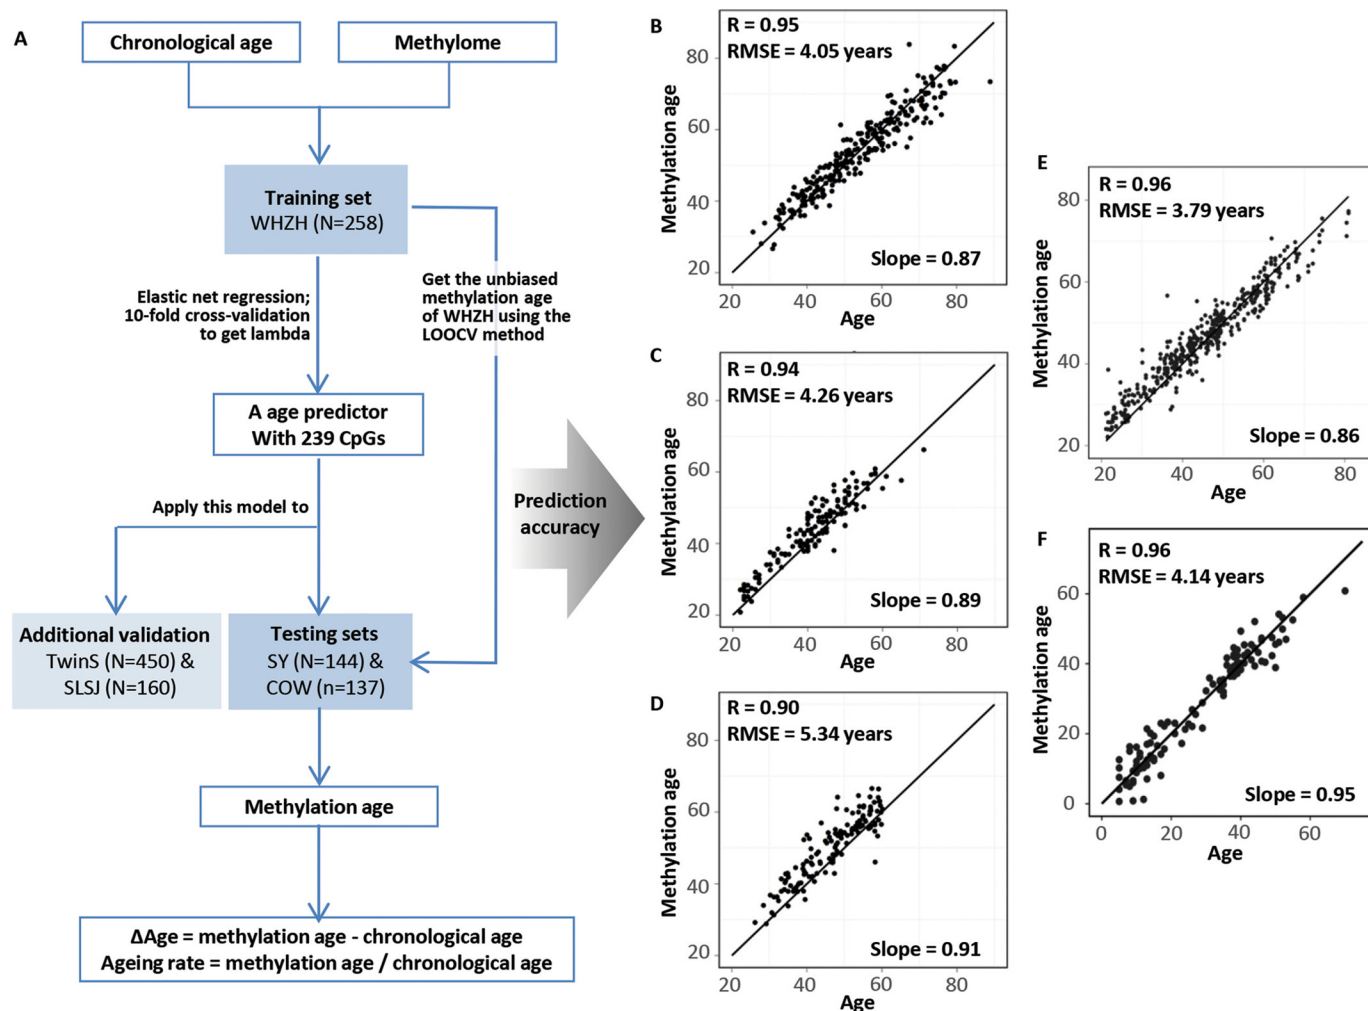 A
Chronological age
Methylome
Training set
WHZH (N=258)
Elastic net regression;
10-fold cross-validation
to get lambda
Get the unbiased
methylation age
of WHZH using the
LOOCV method
A age predictor
With 239 CpGs
Apply this model to
Additional validation
TwinS (N=450) &
SLSJ (N=160)
Testing sets
SY (N=144) &
COW (n=137)
Methylation age
ΔAge = methylation age - chronological age
Ageing rate = methylation age / chronological age
Prediction
accuracy
B
R = 0.95
RMSE = 4.05 years
Slope = 0.87
Methylation age
80
60
40
20
20 40 60 80
Age
C
R = 0.94
RMSE = 4.26 years
Slope = 0.89
Methylation age
80
60
40
20
20 40 60 80
Age
D
R = 0.90
RMSE = 5.34 years
Slope = 0.91
Methylation age
80
60
40
20
20 40 60 80
Age
E
R = 0.96
RMSE = 3.79 years
Slope = 0.86
Methylation age
80
60
40
20
20 40 60 80
Age
F
R = 0.96
RMSE = 4.14 years
Slope = 0.95
Methylation age
60
40
20
0
0 20 40 60
Age